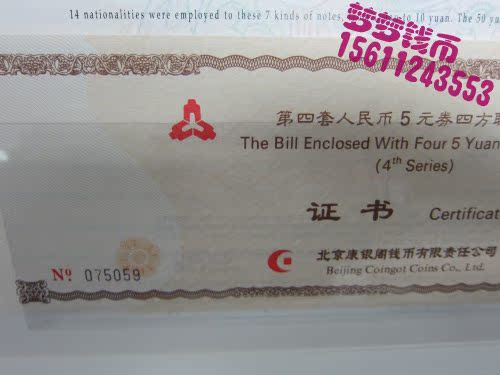 14 nationalities were employed to these 7 kinds of notes, to 10 yuan. The 50 yu
梦梦钱币
15611243553
第四套人民币5元券四方联
The Bill Enclosed With Four 5 Yuan
(4th Series)
证书 Certificat
北京康银阁钱币有限责任公司
Beijing Coingot Coins Co., Ltd.
Nº 075059